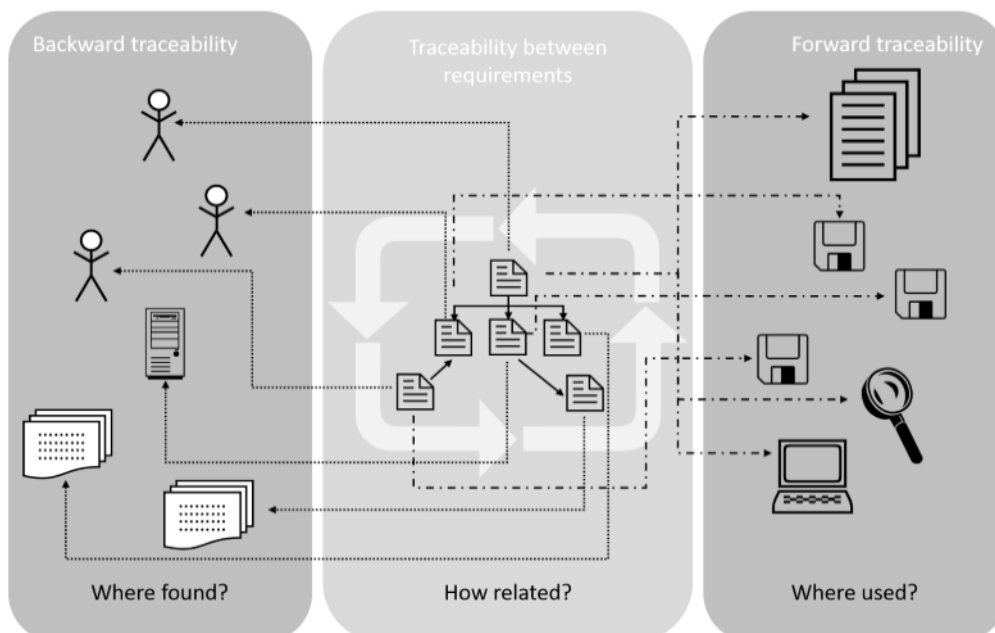 Backward traceability
Traceability between
requirements
Forward traceability
Where found?
How related?
Where used?